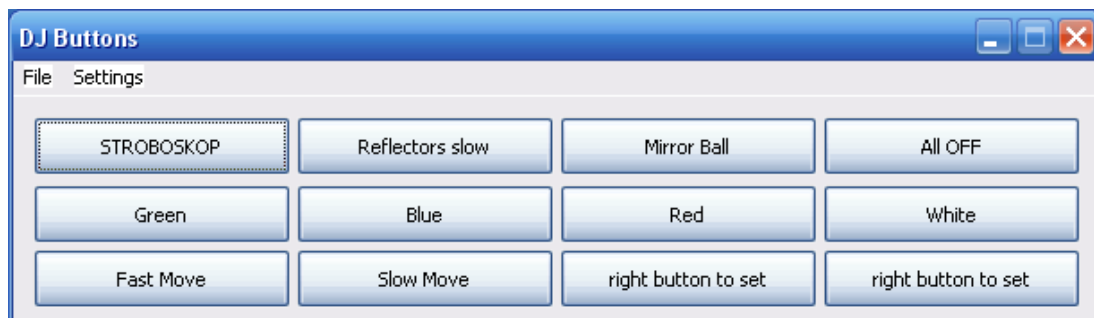 DJ Buttons
File Settings
STROBOSKOP Reflectors slow Mirror Ball All OFF
Green Blue Red White
Fast Move Slow Move right button to set right button to set